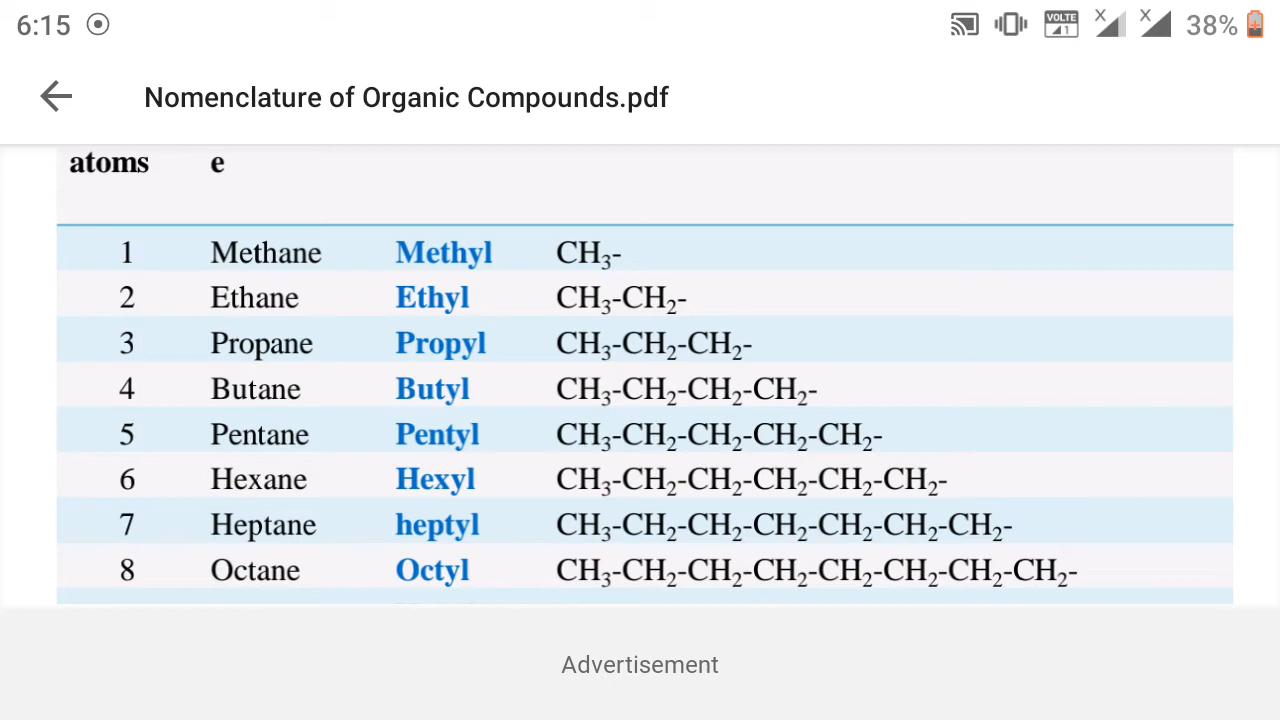 6:15 VOLTE 1 X X 38%
Nomenclature of Organic Compounds.pdf
atoms e
1 Methane Methyl CH₃-
2 Ethane Ethyl CH₃-CH₂-
3 Propane Propyl CH₃-CH₂-CH₂-
4 Butane Butyl CH₃-CH₂-CH₂-CH₂-
5 Pentane Pentyl CH₃-CH₂-CH₂-CH₂-CH₂-
6 Hexane Hexyl CH₃-CH₂-CH₂-CH₂-CH₂-CH₂-
7 Heptane heptyl CH₃-CH₂-CH₂-CH₂-CH₂-CH₂-CH₂-
8 Octane Octyl CH₃-CH₂-CH₂-CH₂-CH₂-CH₂-CH₂-CH₂-
Advertisement